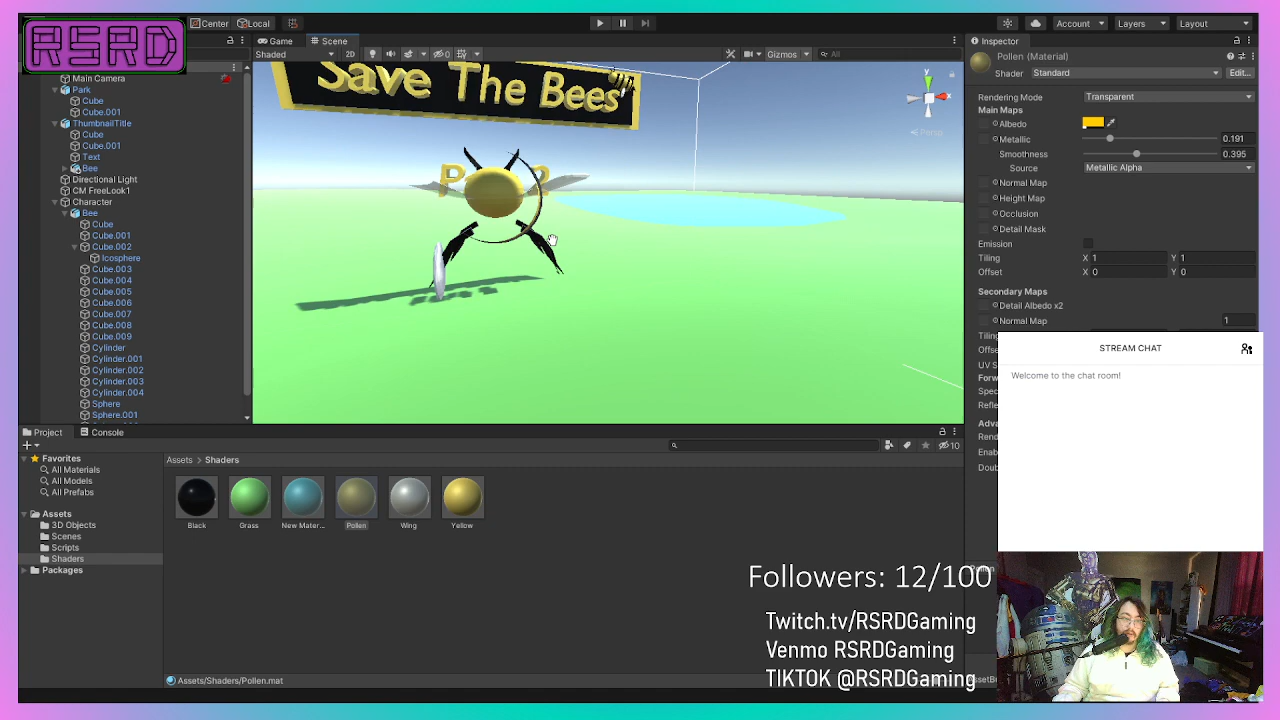 RSRD
Center
Local
Account
Layers
Layout
Main Camera
Park
Cube
Cube.001
ThumbnailTitle
Cube
Cube.001
Text
Bee
Directional Light
CM FreeLook1
Character
Bee
Cube
Cube.001
Cube.002
Icosphere
Cube.003
Cube.004
Cube.005
Cube.006
Cube.007
Cube.008
Cube.009
Cylinder
Cylinder.001
Cylinder.002
Cylinder.003
Cylinder.004
Sphere
Sphere.001
Game
Scene
Shaded
2D
0
Gizmos
All
Save The Bees
P
2
y
x
Persp
Inspector
Pollen (Material)
Shader
Standard
Edit...
Rendering Mode
Transparent
Main Maps
Albedo
Metallic
0.191
Smoothness
0.395
Source
Metallic Alpha
Normal Map
Height Map
Occlusion
Detail Mask
Emission
Tiling X 1 Y 1
Offset X 0 Y 0
Secondary Maps
Detail Albedo x2
Normal Map
1
STREAM CHAT
Welcome to the chat room!
Project
Console
10
Favorites
All Materials
All Models
All Prefabs
Assets
3D Objects
Scenes
Scripts
Shaders
Packages
Assets > Shaders
Black
Grass
New Mater...
Pollen
Wing
Yellow
Assets/Shaders/Pollen.mat
Followers: 12/100
Twitch.tv/RSRDGaming
Venmo RSRDGaming
TIKTOK @RSRDGaming